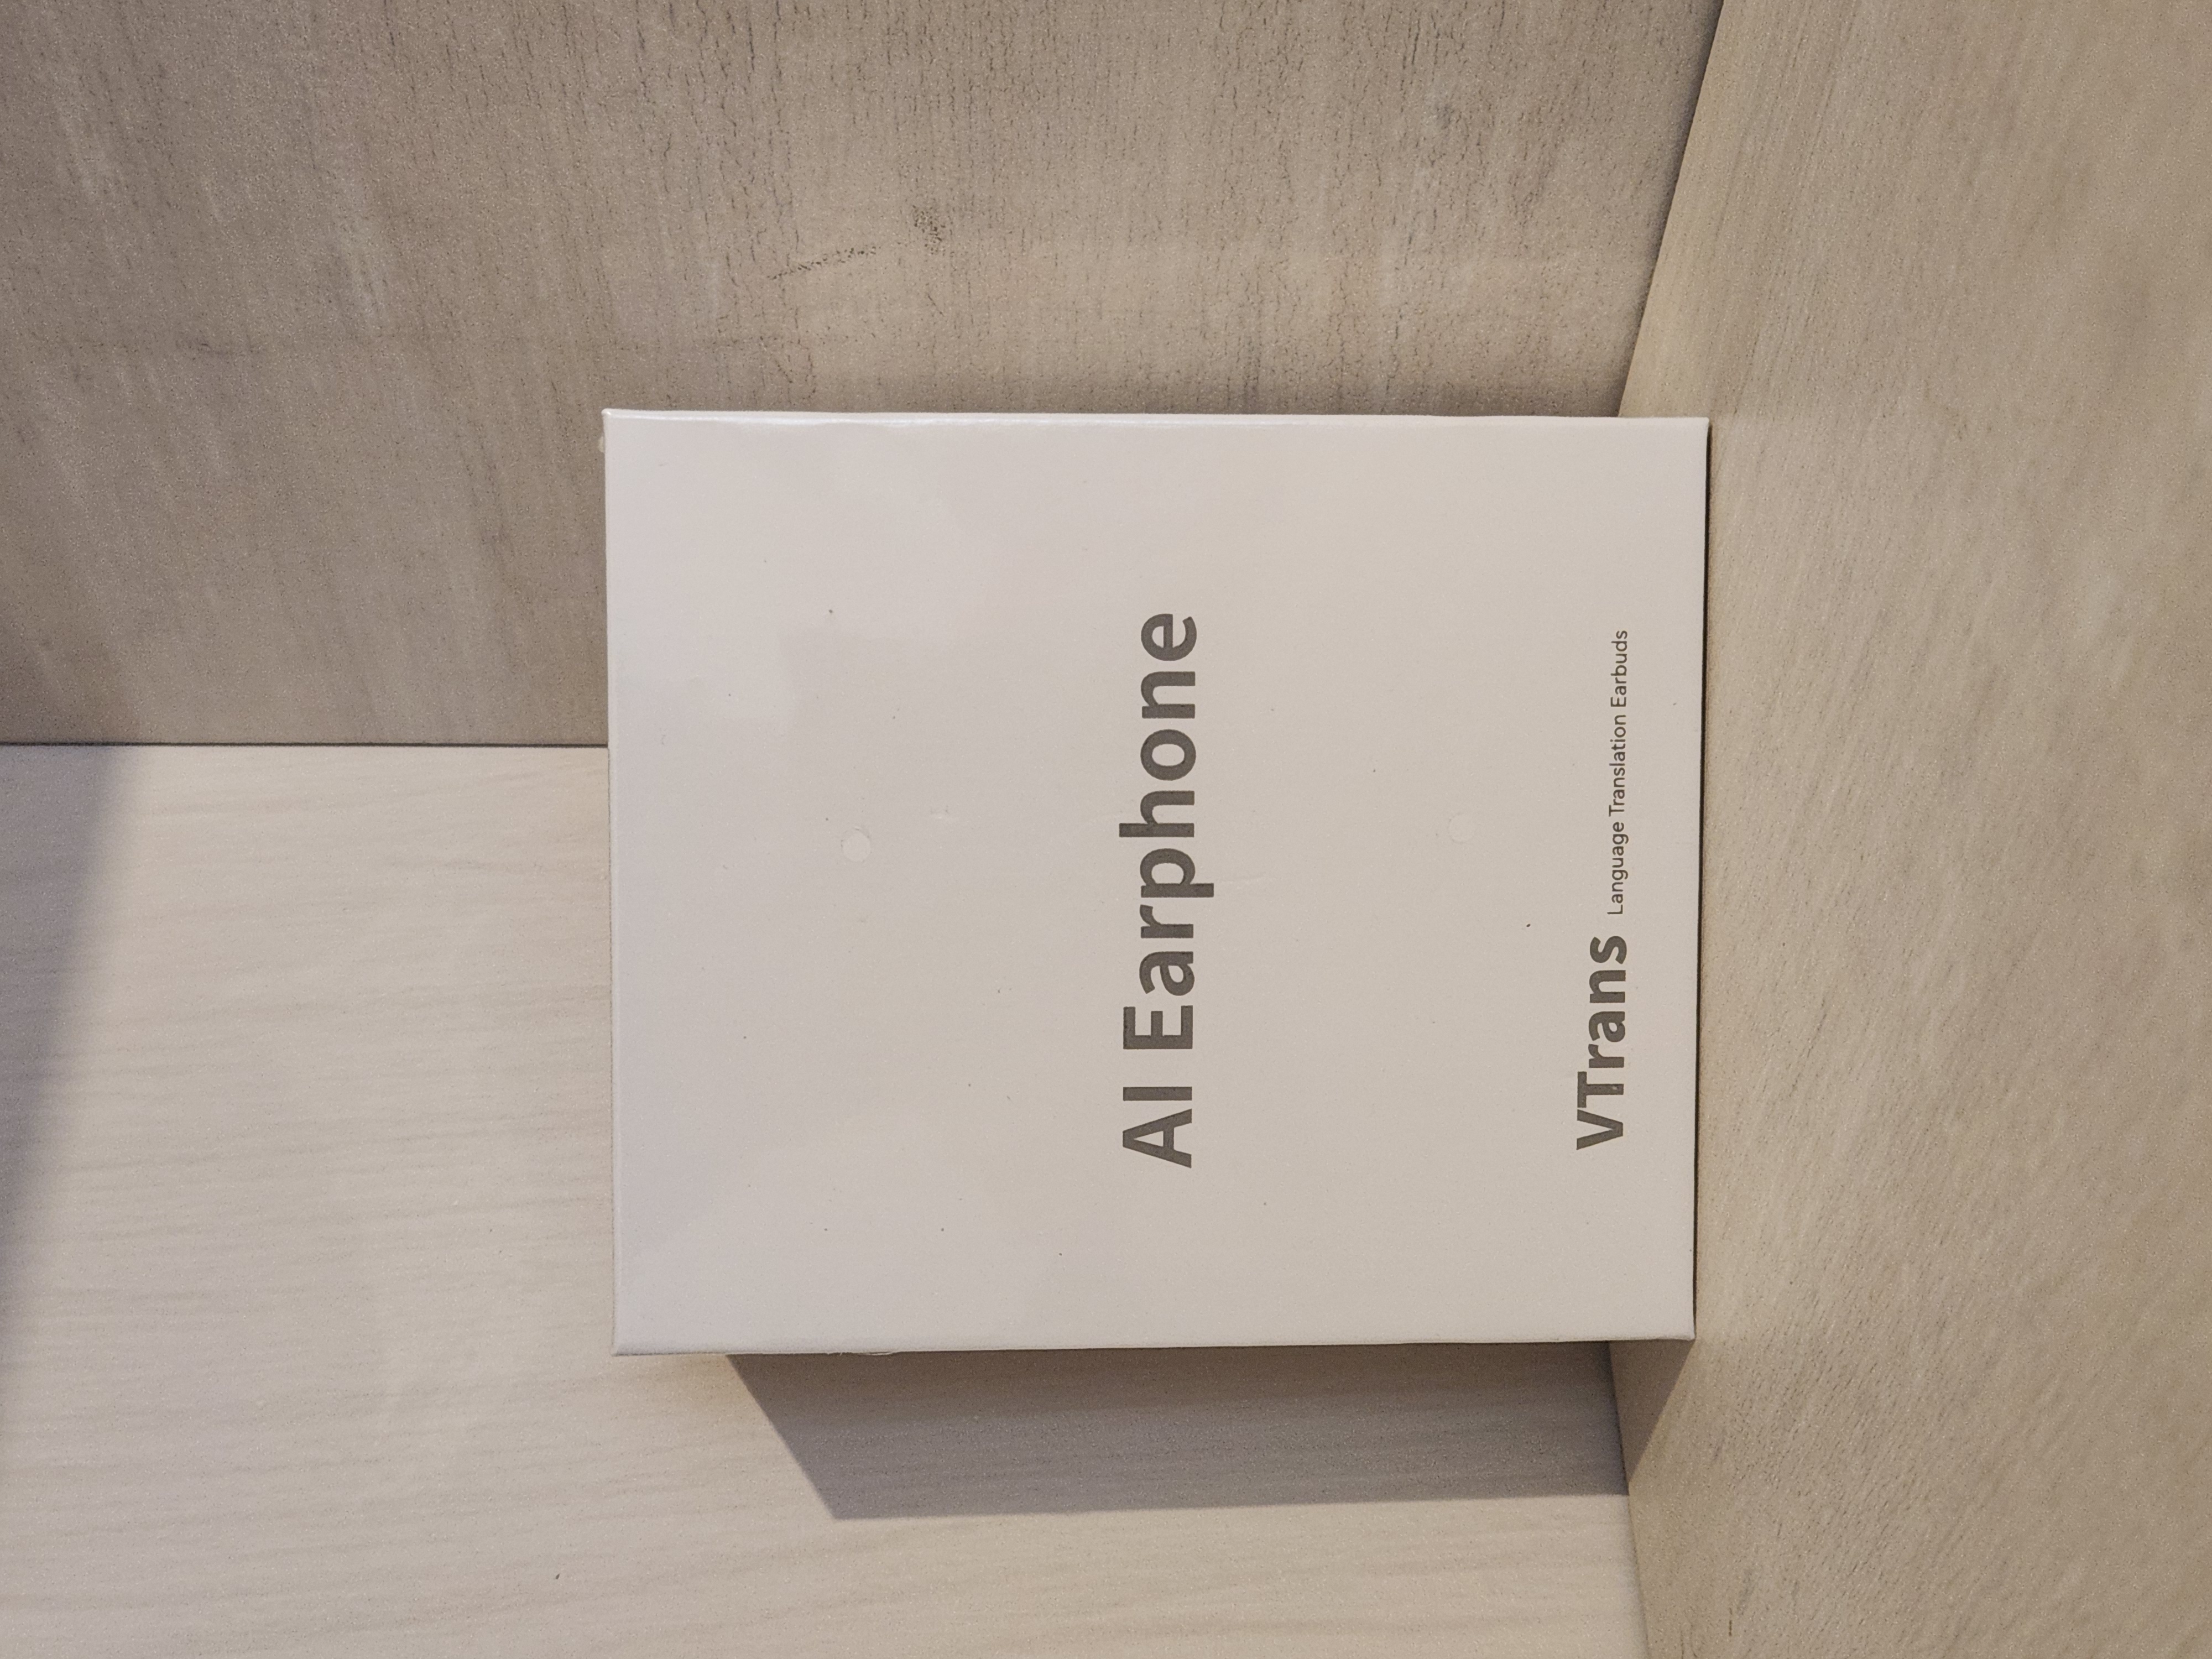 AI Earphone
VTrans Language Translation Earbuds